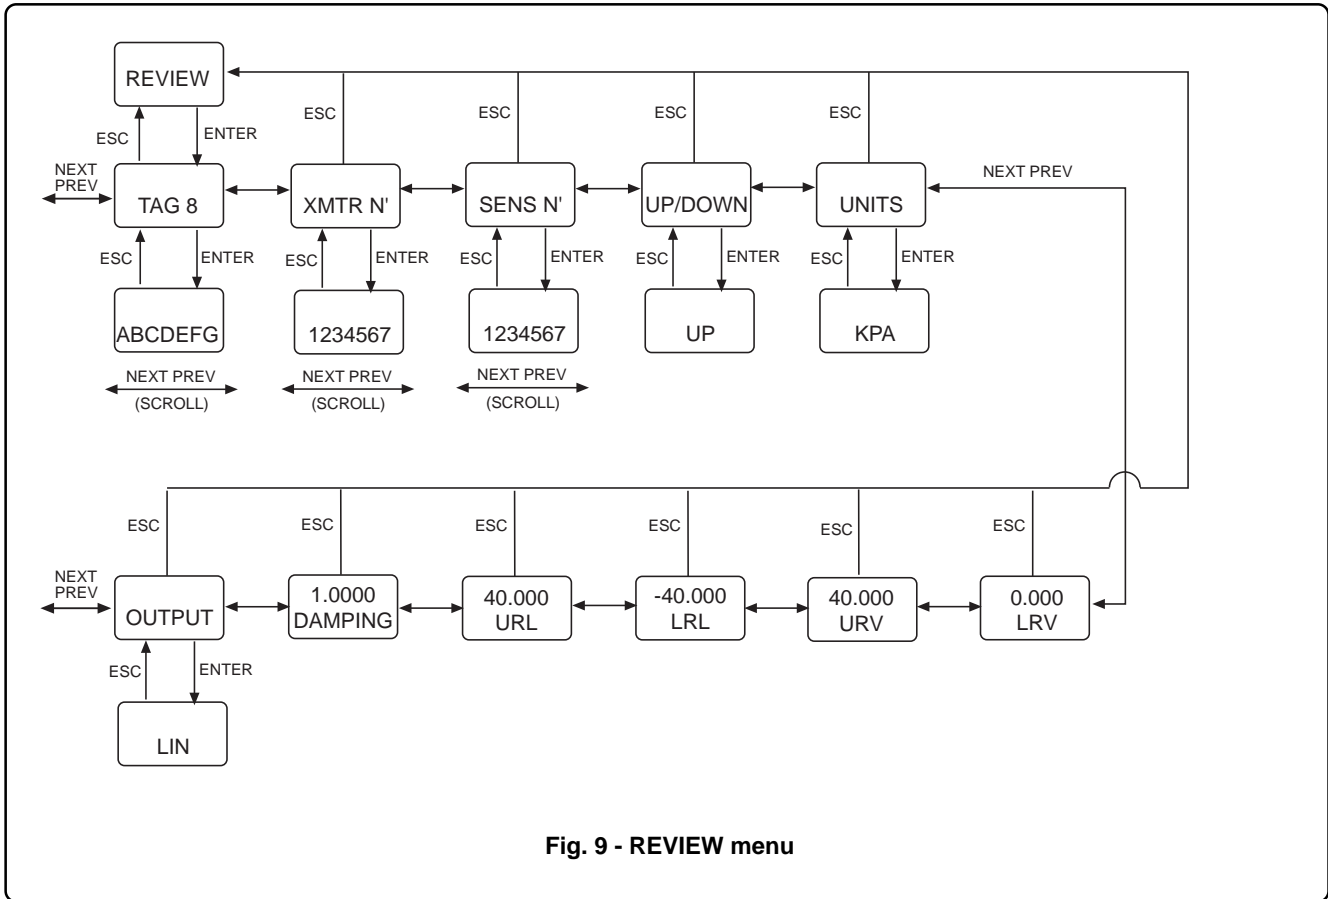 REVIEW
ESC
ENTER
ESC
ESC
ESC
ESC
NEXT
PREV
TAG 8
XMTR N'
SENS N'
UP/DOWN
UNITS
NEXT PREV
ESC
ENTER
ESC
ENTER
ESC
ENTER
ESC
ENTER
ESC
ENTER
ABCDEFG
1234567
1234567
UP
KPA
NEXT PREV
(SCROLL)
NEXT PREV
(SCROLL)
NEXT PREV
(SCROLL)
ESC
ESC
ESC
ESC
ESC
ESC
NEXT
PREV
OUTPUT
1.0000
DAMPING
40.000
URL
-40.000
LRL
40.000
URV
0.000
LRV
ESC
ENTER
LIN
Fig. 9 - REVIEW menu